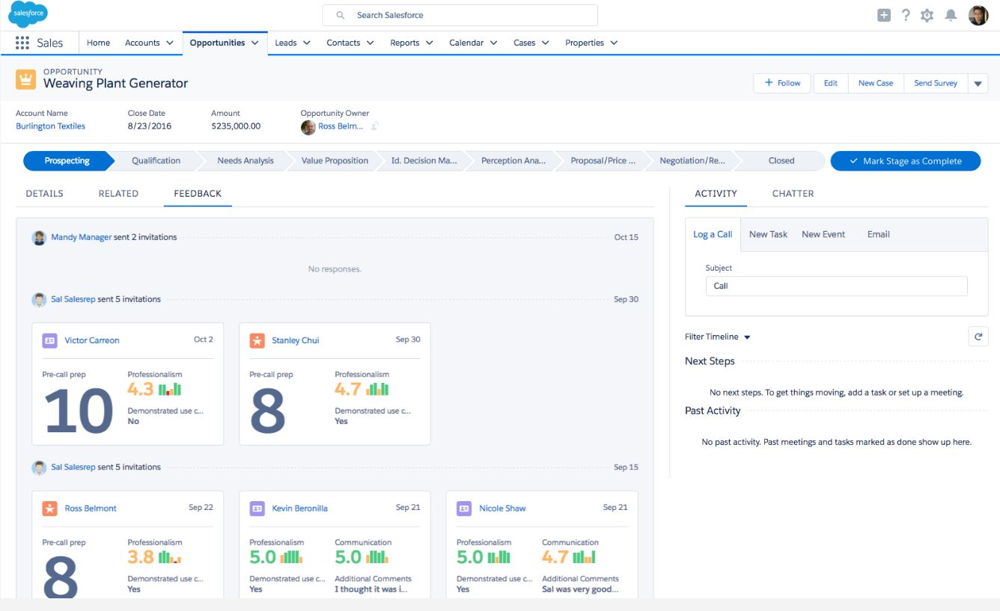 salesforce
Search Salesforce
Sales Home Accounts Opportunities Leads Contacts Reports Calendar Cases Properties
OPPORTUNITY
Weaving Plant Generator
+ Follow Edit New Case Send Survey
Account Name Close Date Amount Opportunity Owner
Burlington Textiles 8/23/2016 $235,000.00 Ross Belm...
Prospecting Qualification Needs Analysis Value Proposition Id. Decision Ma... Perception Ana... Proposal/Price ... Negotiation/Re... Closed Mark Stage as Complete
DETAILS RELATED FEEDBACK
Mandy Manager sent 2 invitations Oct 15
No responses.
Sal Salesrep sent 5 invitations Sep 30
Victor Carreon Oct 2
Pre-call prep Professionalism
10 4.3
Demonstrated use c...
No
Stanley Chui Sep 30
Pre-call prep Professionalism
8 4.7
Demonstrated use c...
Yes
Sal Salesrep sent 5 invitations Sep 15
Ross Belmont Sep 22
Pre-call prep Professionalism
8 3.8
Demonstrated use c...
Yes
Kevin Beronilla Sep 21
Professionalism Communication
5.0 5.0
Demonstrated use c... Additional Comments
Yes I thought it was i...
Nicole Shaw Sep 21
Professionalism Communication
5.0 4.7
Demonstrated use c... Additional Comments
Yes Sal was very good...
ACTIVITY CHATTER
Log a Call New Task New Event Email
Subject
Call
Filter Timeline
Next Steps
No next steps. To get things moving, add a task or set up a meeting.
Past Activity
No past activity. Past meetings and tasks marked as done show up here.